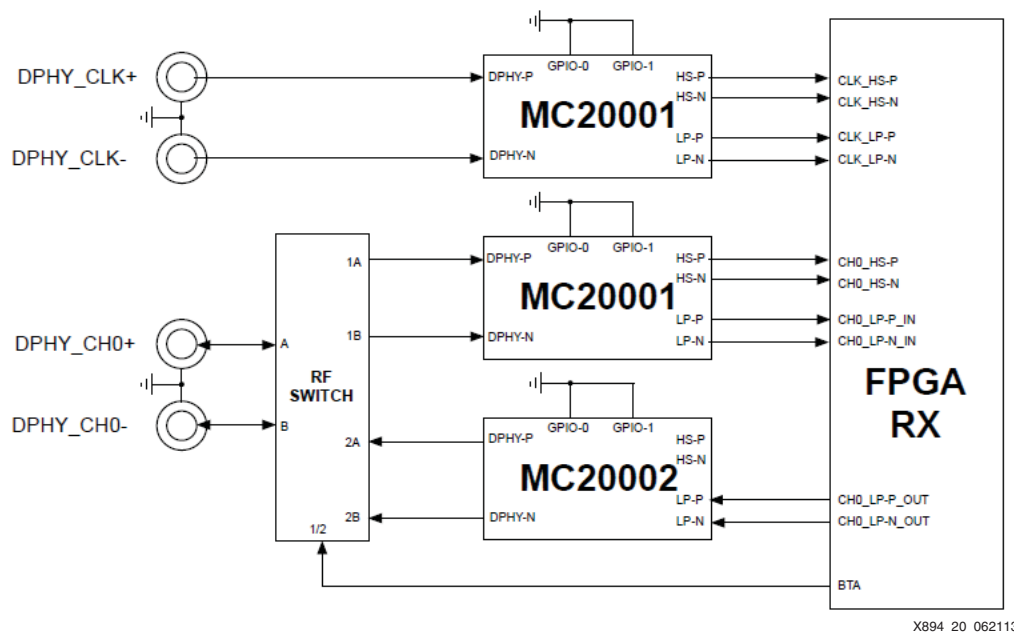 DPHY_CLK+
DPHY_CLK-
GPIO-0 GPIO-1
DPHY-P
HS-P
HS-N
MC20001
LP-P
DPHY-N
LP-N
CLK_HS-P
CLK_HS-N
CLK_LP-P
CLK_LP-N
DPHY_CH0+
DPHY_CH0-
1A
1B
A
RF
SWITCH
B
2A
2B
1/2
GPIO-0 GPIO-1
DPHY-P
HS-P
HS-N
MC20001
LP-P
DPHY-N
LP-N
GPIO-0 GPIO-1
DPHY-P
HS-P
HS-N
MC20002
LP-P
DPHY-N
LP-N
CH0_HS-P
CH0_HS-N
CH0_LP-P_IN
CH0_LP-N_IN
FPGA
RX
CH0_LP-P_OUT
CH0_LP-N_OUT
BTA
X894_20_062113